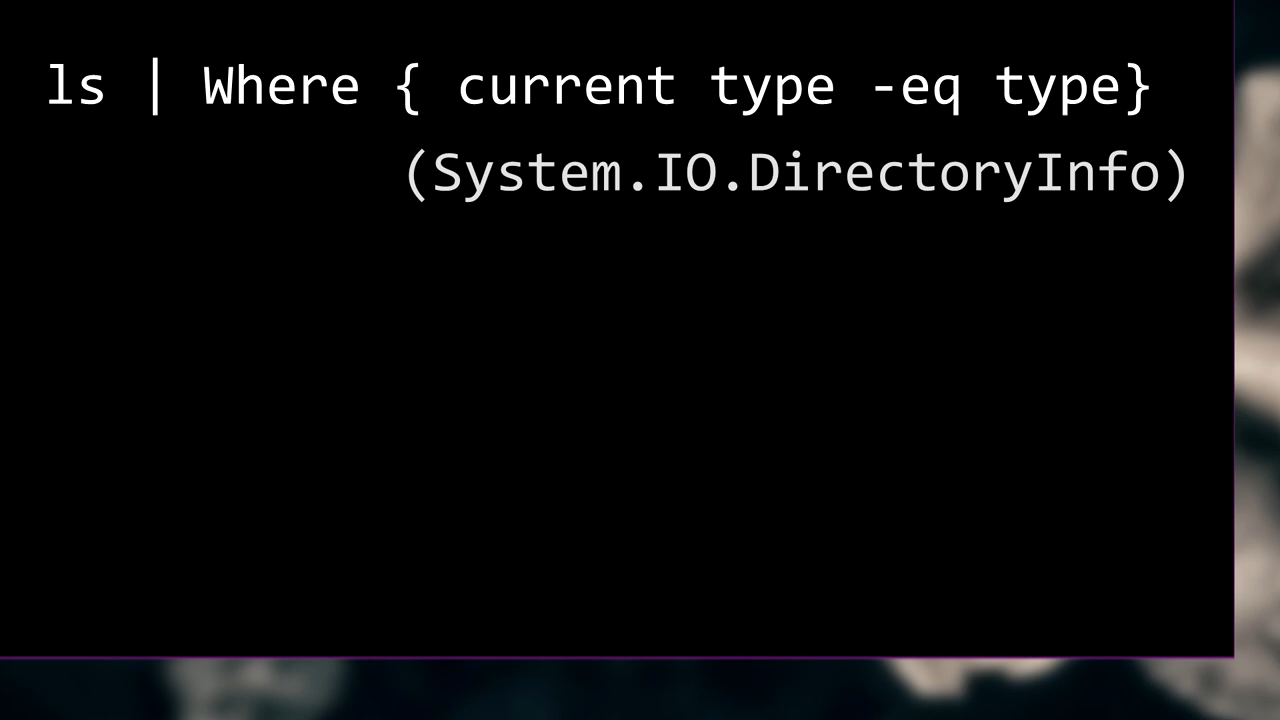 ls | Where { current type -eq type}
(System.IO.DirectoryInfo)